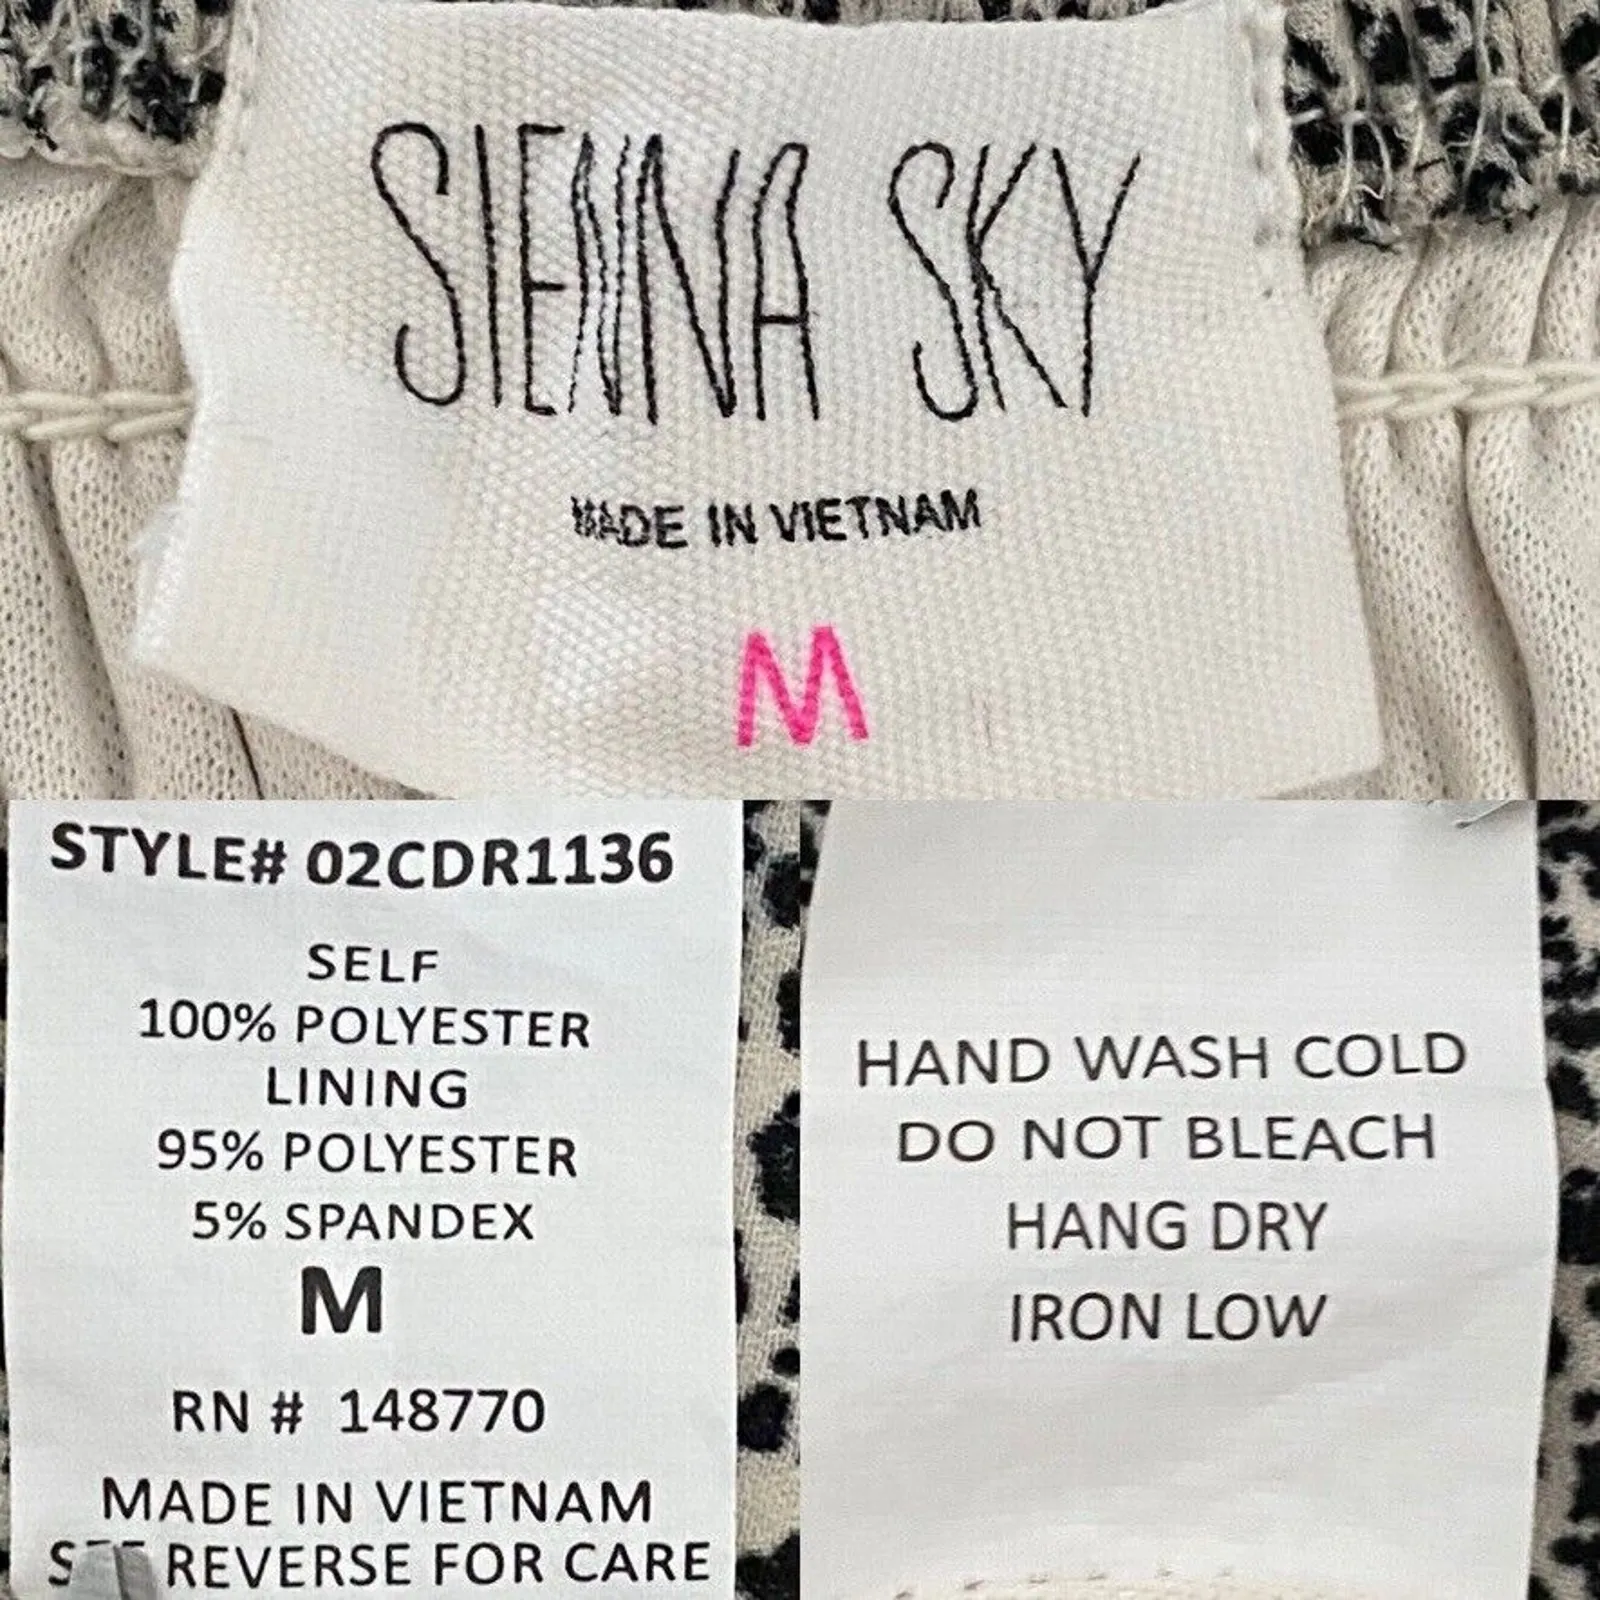 SIENNA SKY
MADE IN VIETNAM
M
STYLE# 02CDR1136
SELF
100% POLYESTER
LINING
95% POLYESTER
5% SPANDEX
M
RN # 148770
MADE IN VIETNAM
SEE REVERSE FOR CARE
HAND WASH COLD
DO NOT BLEACH
HANG DRY
IRON LOW